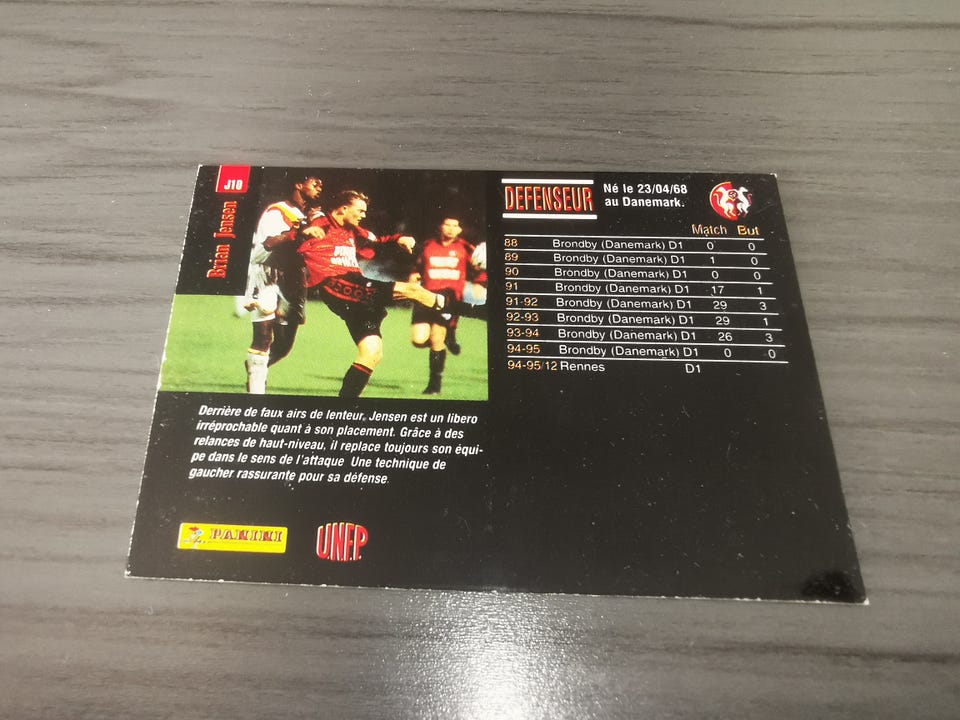 J10
Brian Jensen
DEFENSEUR
Né le 23/04/68
au Danemark.
Match But
88 Brondby (Danemark) D1 0 0
89 Brondby (Danemark) D1 1 0
90 Brondby (Danemark) D1 0 0
91 Brondby (Danemark) D1 17 1
91-92 Brondby (Danemark) D1 29 3
92-93 Brondby (Danemark) D1 29 1
93-94 Brondby (Danemark) D1 26 3
94-95 Brondby (Danemark) D1 0 0
94-95/12 Rennes D1
Derrière de faux airs de lenteur, Jensen est un libero
irréprochable quant à son placement. Grâce à des
relances de haut-niveau, il replace toujours son équi-
pe dans le sens de l'attaque. Une technique de
gaucher rassurante pour sa défense.
PANINI
U.N.F.P